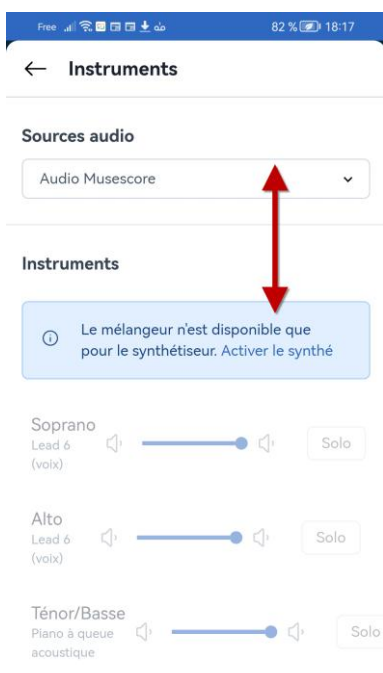 Free 82 % 18:17
Instruments
Sources audio
Audio Musescore
Instruments
Le mélangeur n'est disponible que
pour le synthétiseur. Activer le synthé
Soprano
Lead 6
(voix)
Solo
Alto
Lead 6
(voix)
Solo
Ténor/Basse
Piano à queue
acoustique
Solo